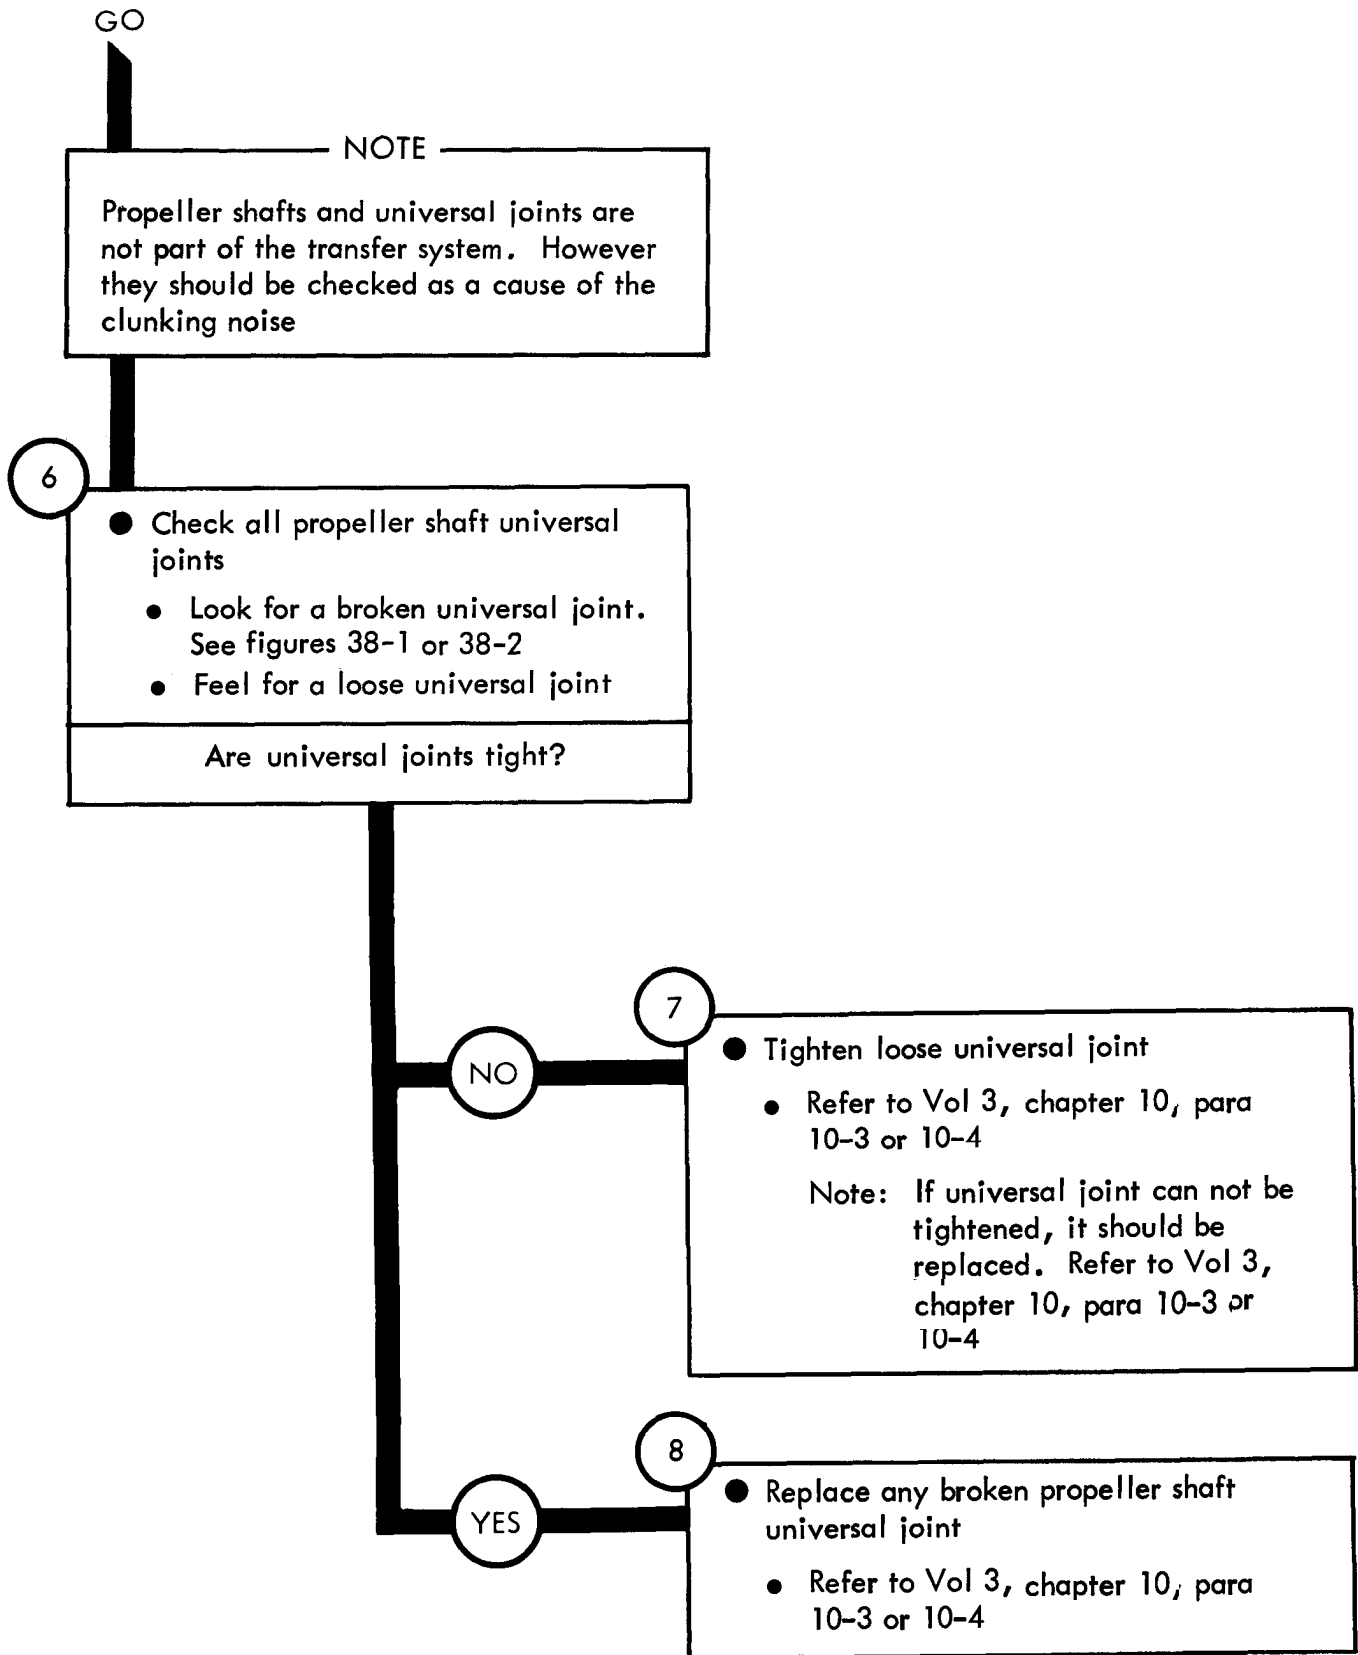 GO
NOTE
Propeller shafts and universal joints are
not part of the transfer system. However
they should be checked as a cause of the
clunking noise
6
● Check all propeller shaft universal
joints
● Look for a broken universal joint.
See figures 38-1 or 38-2
● Feel for a loose universal joint
Are universal joints tight?
7
● Tighten loose universal joint
● Refer to Vol 3, chapter 10, para
10-3 or 10-4
Note: If universal joint can not be
tightened, it should be
replaced. Refer to Vol 3,
chapter 10, para 10-3 or
10-4
NO
8
● Replace any broken propeller shaft
universal joint
● Refer to Vol 3, chapter 10, para
10-3 or 10-4
YES